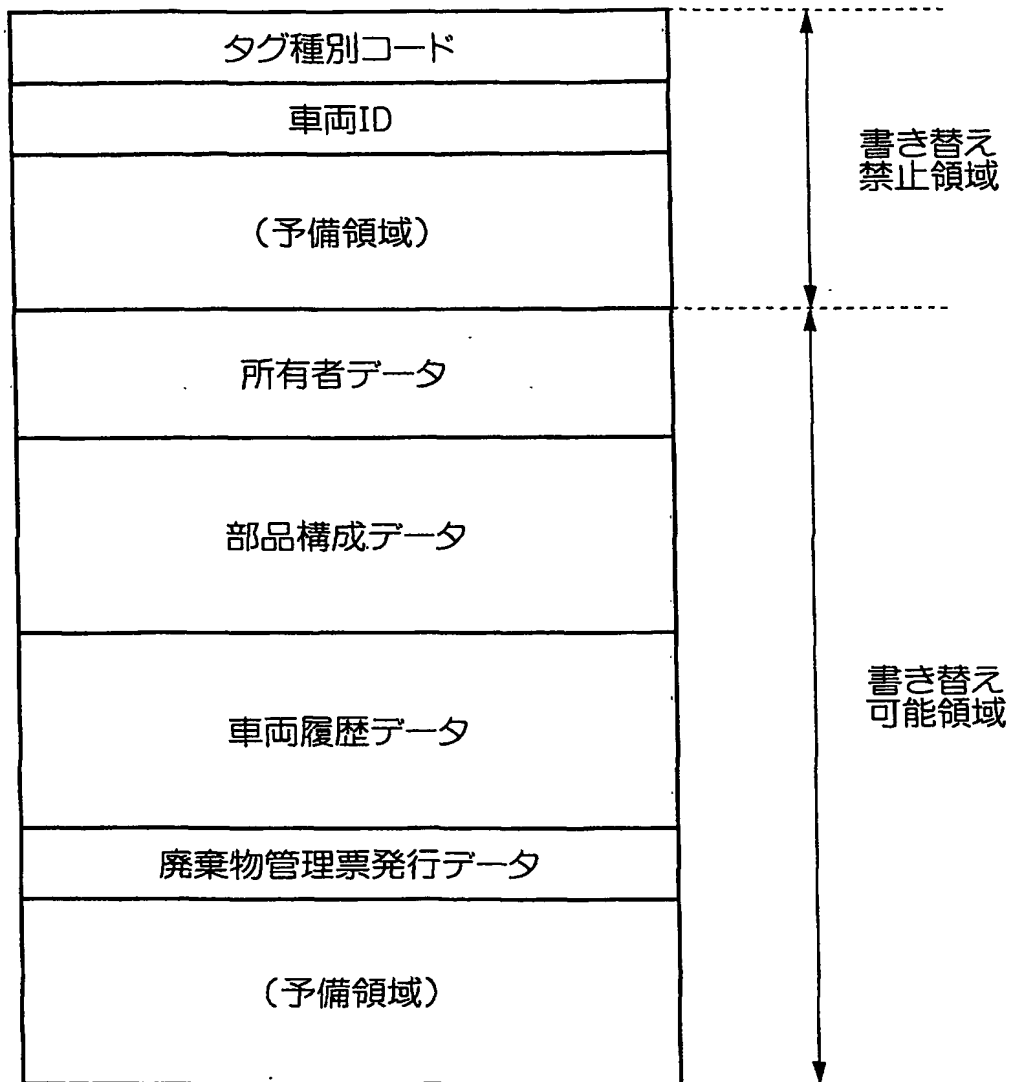 タグ種別コード
車両ID
(予備領域)
書き替え
禁止領域
所有者データ
部品構成データ
車両履歴データ
廃棄物管理票発行データ
(予備領域)
書き替え
可能領域